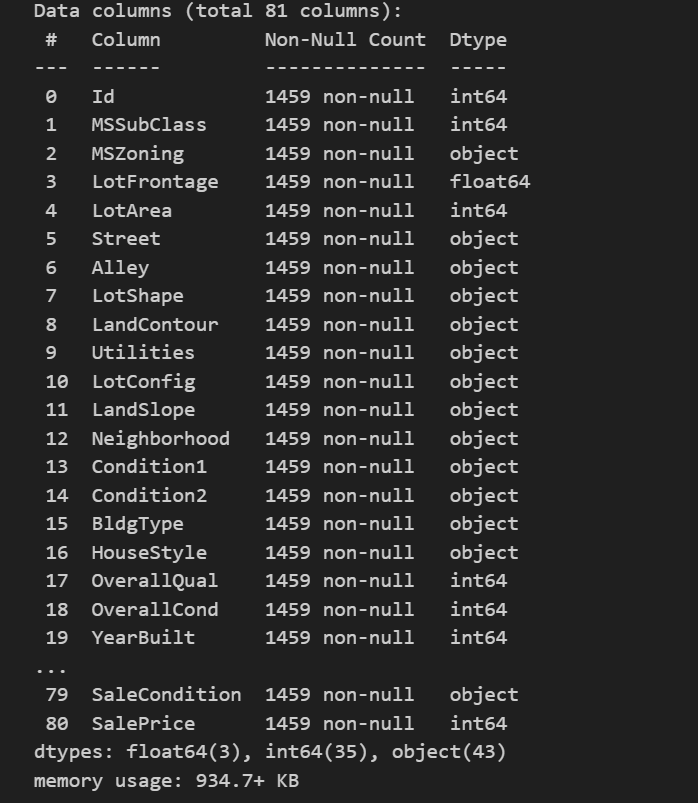 Data columns (total 81 columns):
 #   Column         Non-Null Count  Dtype
---  ------         --------------  -----
 0   Id             1459 non-null   int64
 1   MSSubClass     1459 non-null   int64
 2   MSZoning       1459 non-null   object
 3   LotFrontage    1459 non-null   float64
 4   LotArea        1459 non-null   int64
 5   Street         1459 non-null   object
 6   Alley          1459 non-null   object
 7   LotShape       1459 non-null   object
 8   LandContour    1459 non-null   object
 9   Utilities      1459 non-null   object
 10  LotConfig      1459 non-null   object
 11  LandSlope      1459 non-null   object
 12  Neighborhood   1459 non-null   object
 13  Condition1     1459 non-null   object
 14  Condition2     1459 non-null   object
 15  BldgType       1459 non-null   object
 16  HouseStyle     1459 non-null   object
 17  OverallQual    1459 non-null   int64
 18  OverallCond    1459 non-null   int64
 19  YearBuilt      1459 non-null   int64
...
 79  SaleCondition  1459 non-null   object
 80  SalePrice      1459 non-null   int64
dtypes: float64(3), int64(35), object(43)
memory usage: 934.7+ KB